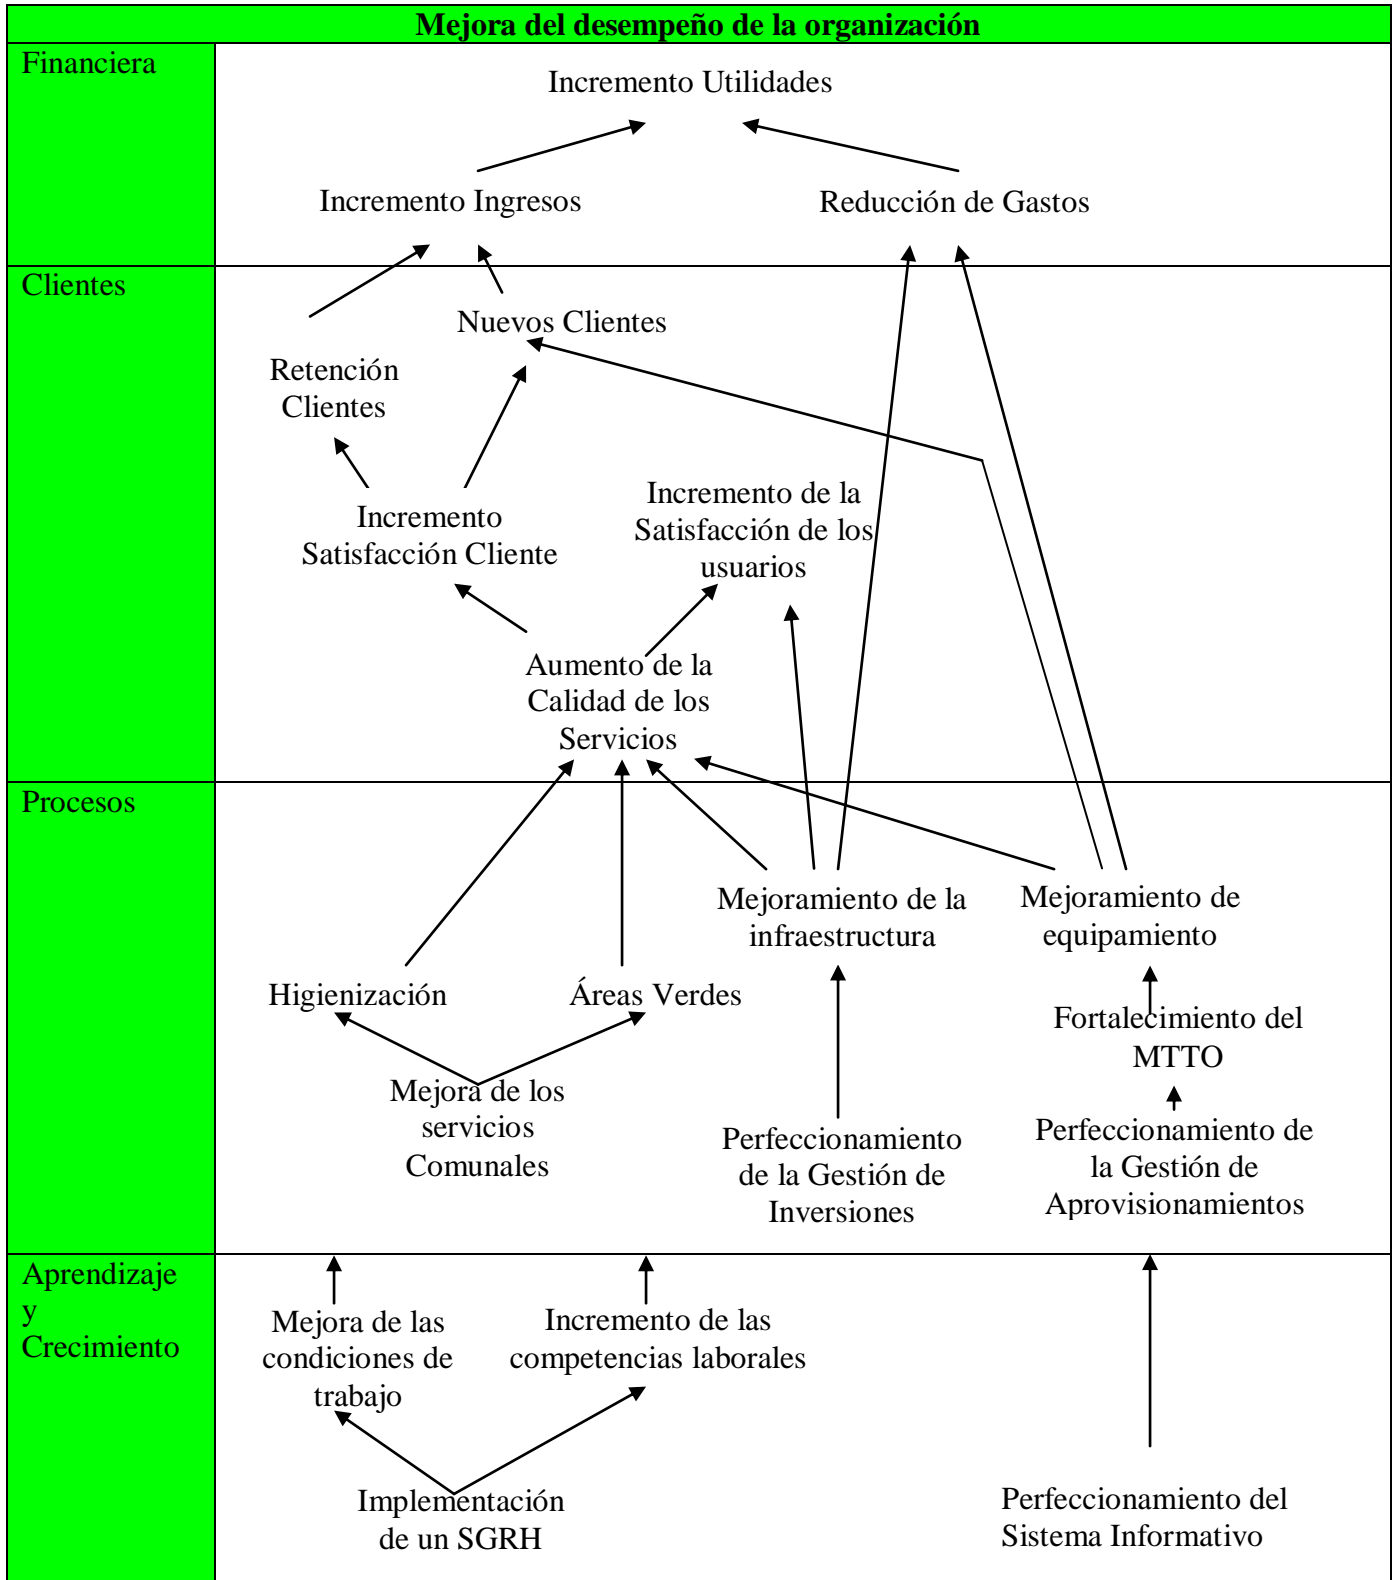 Mejora del desempeño de la organización
Financiera
Incremento Utilidades
Incremento Ingresos
Reducción de Gastos
Clientes
Nuevos Clientes
Retención
Clientes
Incremento
Satisfacción Cliente
Incremento de la
Satisfacción de los
usuarios
Aumento de la
Calidad de los
Servicios
Procesos
Mejoramiento de la
infraestructura
Mejoramiento de
equipamiento
Higienización
Áreas Verdes
Fortalecimiento del
MTTO
Mejora de los
servicios
Comunales
Perfeccionamiento
de la Gestión de
Inversiones
Perfeccionamiento de
la Gestión de
Aprovisionamientos
Aprendizaje
y
Crecimiento
Mejora de las
condiciones de
trabajo
Incremento de las
competencias laborales
Implementación
de un SGRH
Perfeccionamiento del
Sistema Informativo